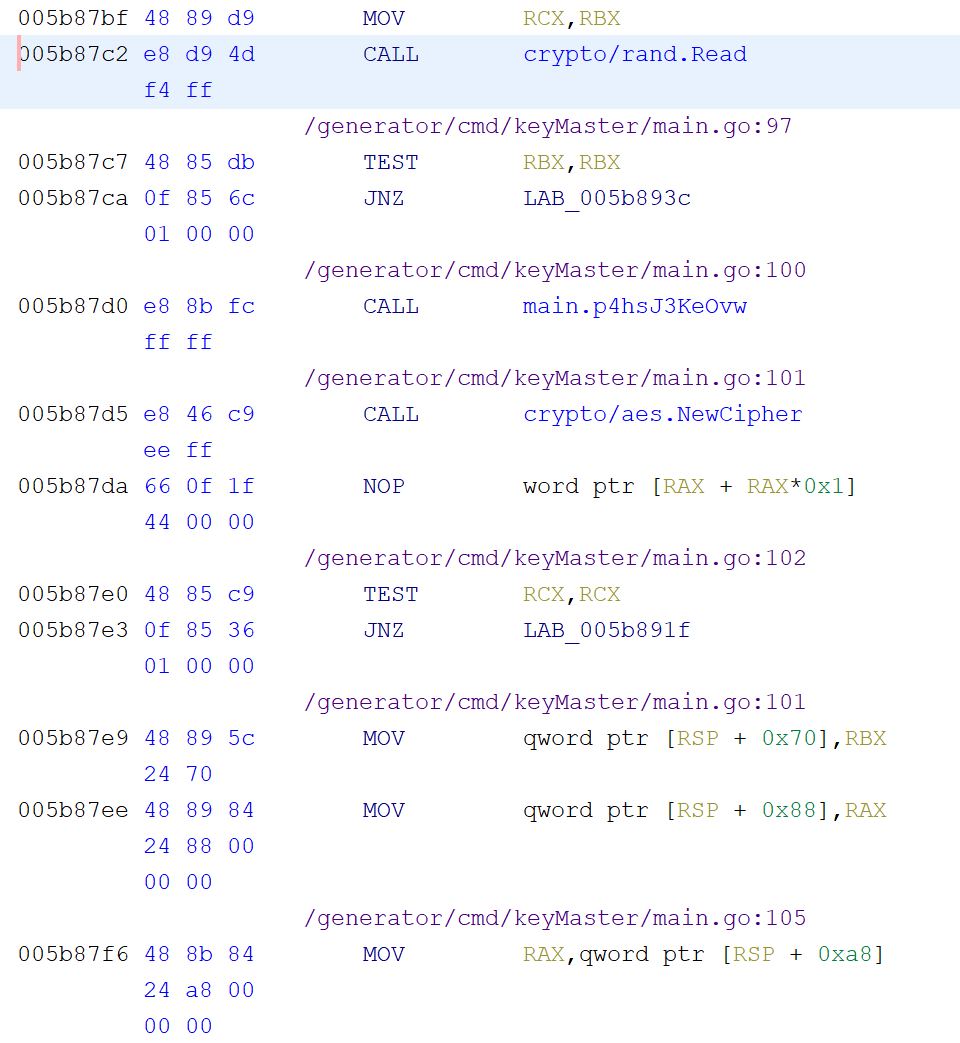 005b87bf 48 89 d9 MOV RCX,RBX
005b87c2 e8 d9 4d CALL crypto/rand.Read
f4 ff
/generator/cmd/keyMaster/main.go:97
005b87c7 48 85 db TEST RBX,RBX
005b87ca 0f 85 6c JNZ LAB_005b893c
01 00 00
/generator/cmd/keyMaster/main.go:100
005b87d0 e8 8b fc CALL main.p4hsJ3KeOvw
ff ff
/generator/cmd/keyMaster/main.go:101
005b87d5 e8 46 c9 CALL crypto/aes.NewCipher
ee ff
005b87da 66 0f 1f NOP word ptr [RAX + RAX*0x1]
44 00 00
/generator/cmd/keyMaster/main.go:102
005b87e0 48 85 c9 TEST RCX,RCX
005b87e3 0f 85 36 JNZ LAB_005b891f
01 00 00
/generator/cmd/keyMaster/main.go:101
005b87e9 48 89 5c MOV qword ptr [RSP + 0x70],RBX
24 70
005b87ee 48 89 84 MOV qword ptr [RSP + 0x88],RAX
24 88 00
00 00
/generator/cmd/keyMaster/main.go:105
005b87f6 48 8b 84 MOV RAX,qword ptr [RSP + 0xa8]
24 a8 00
00 00